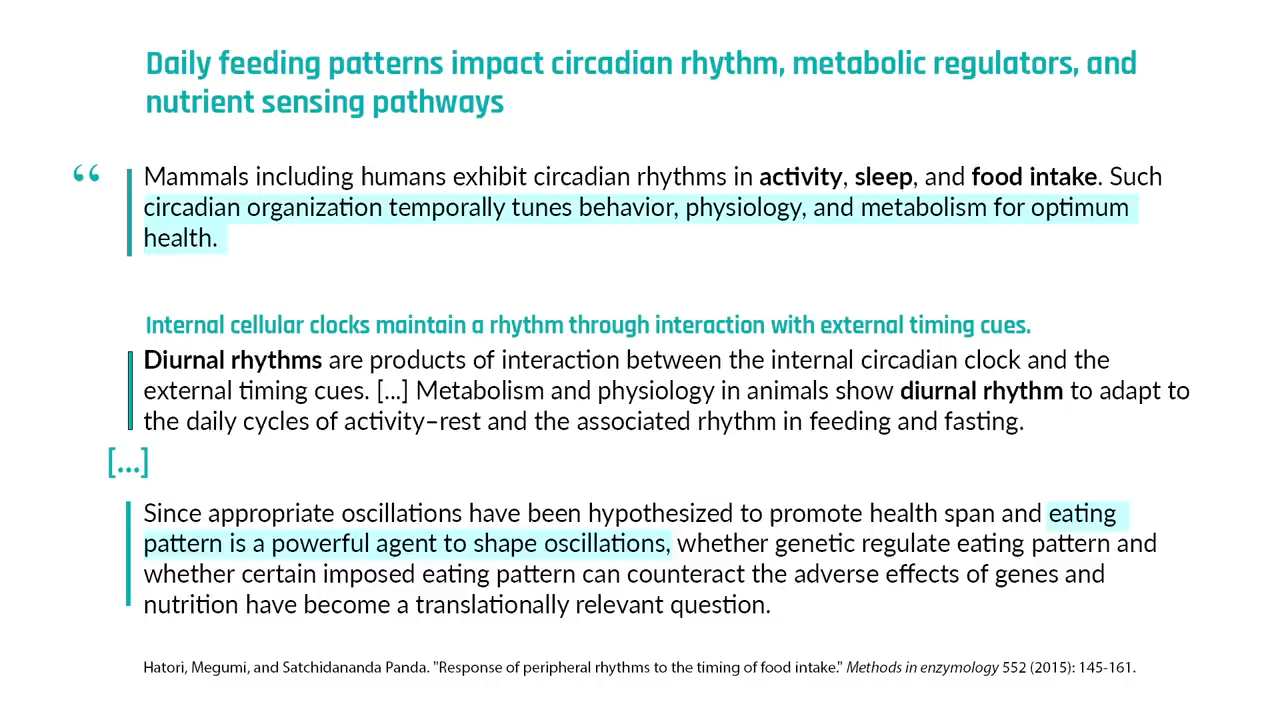 Daily feeding patterns impact circadian rhythm, metabolic regulators, and
nutrient sensing pathways
“
Mammals including humans exhibit circadian rhythms in activity, sleep, and food intake. Such
circadian organization temporally tunes behavior, physiology, and metabolism for optimum
health.
Internal cellular clocks maintain a rhythm through interaction with external timing cues.
Diurnal rhythms are products of interaction between the internal circadian clock and the
external timing cues. [...] Metabolism and physiology in animals show diurnal rhythm to adapt to
the daily cycles of activity–rest and the associated rhythm in feeding and fasting.
[...]
Since appropriate oscillations have been hypothesized to promote health span and eating
pattern is a powerful agent to shape oscillations, whether genetic regulate eating pattern and
whether certain imposed eating pattern can counteract the adverse effects of genes and
nutrition have become a translationally relevant question.
Hatori, Megumi, and Satchidananda Panda. "Response of peripheral rhythms to the timing of food intake." Methods in enzymology 552 (2015): 145-161.